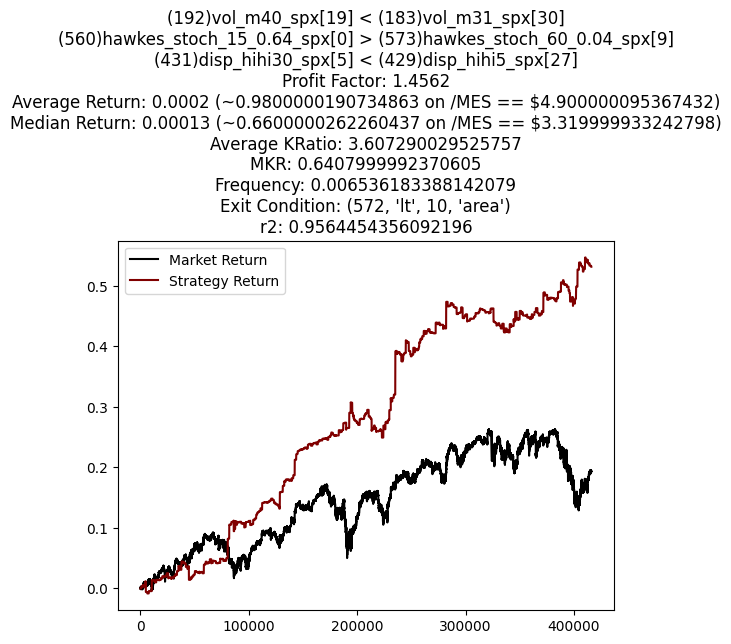 (192)vol_m40_spx[19] < (183)vol_m31_spx[30]
(560)hawkes_stoch_15_0.64_spx[0] > (573)hawkes_stoch_60_0.04_spx[9]
(431)disp_hihi30_spx[5] < (429)disp_hihi5_spx[27]
Profit Factor: 1.4562
Average Return: 0.0002 (~0.9800000190734863 on /MES == $4.900000095367432)
Median Return: 0.00013 (~0.6600000262260437 on /MES == $3.319999933242798)
Average KRatio: 3.607290029525757
MKR: 0.6407999992370605
Frequency: 0.006536183388142079
Exit Condition: (572, 'lt', 10, 'area')
r2: 0.9564454356092196
Market Return
Strategy Return
0.5
0.4
0.3
0.2
0.1
0.0
0 100000 200000 300000 400000